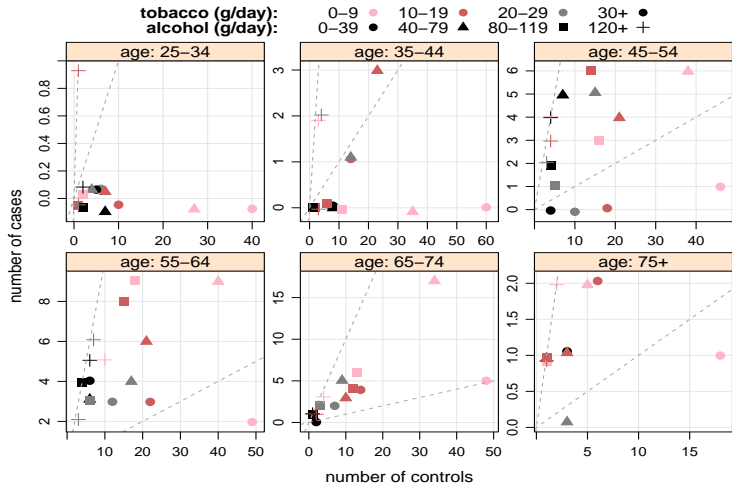 tobacco (g/day): 0–9 10–19 20–29 30+
alcohol (g/day): 0–39 40–79 80–119 120+
age: 25–34 age: 35–44 age: 45–54
0.0 0.2 0.4 0.6 0.8
0 10 20 30 40
0 1 2 3
0 10 20 30 40 50 60
0 1 2 3 4 5 6
0 10 20 30 40
number of cases
age: 55–64 age: 65–74 age: 75+
2 4 6 8
0 10 20 30 40 50
0 5 10 15
0 10 20 30 40 50
0.0 0.5 1.0 1.5 2.0
5 10 15
number of controls